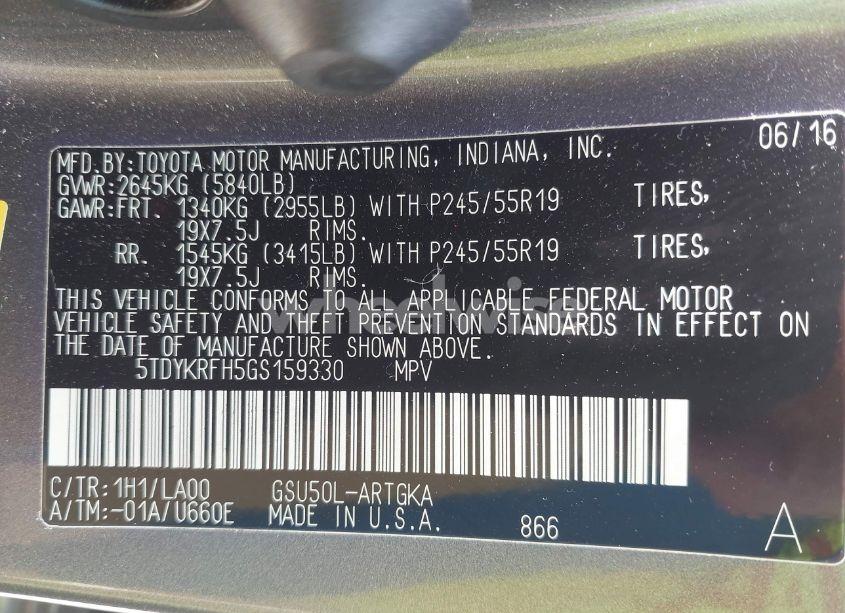 06/16
MFD.BY:TOYOTA MOTOR MANUFACTURING, INDIANA, INC.
GVWR:2645KG (5840LB)
GAWR:FRT. 1340KG (2955LB) WITH P245/55R19 TIRES,
19X7.5J RIMS.
RR. 1545KG (3415LB) WITH P245/55R19 TIRES,
19X7.5J RIMS.
THIS VEHICLE CONFORMS TO ALL APPLICABLE FEDERAL MOTOR
VEHICLE SAFETY AND THEFT PREVENTION STANDARDS IN EFFECT ON
THE DATE OF MANUFACTURE SHOWN ABOVE.
5TDYKRFH5GS159330 MPV
C/TR:1H1/LA00 GSU50L-ARTGKA
A/TM:-01A/U660E MADE IN U.S.A. 866 A
wheelwise